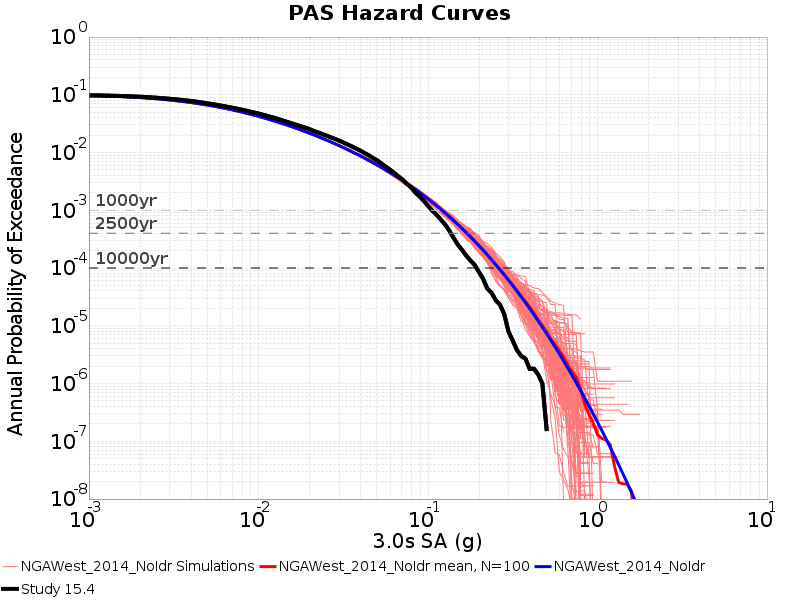 PAS Hazard Curves
10^0
10^-1
10^-2
10^-3
10^-4
10^-5
10^-6
10^-7
10^-8
Annual Probability of Exceedance
1000yr
2500yr
10000yr
10^-3 10^-2 10^-1 10^0 10^1
3.0s SA (g)
NGAWest_2014_NoIdr Simulations NGAWest_2014_NoIdr mean, N=100 NGAWest_2014_NoIdr
Study 15.4